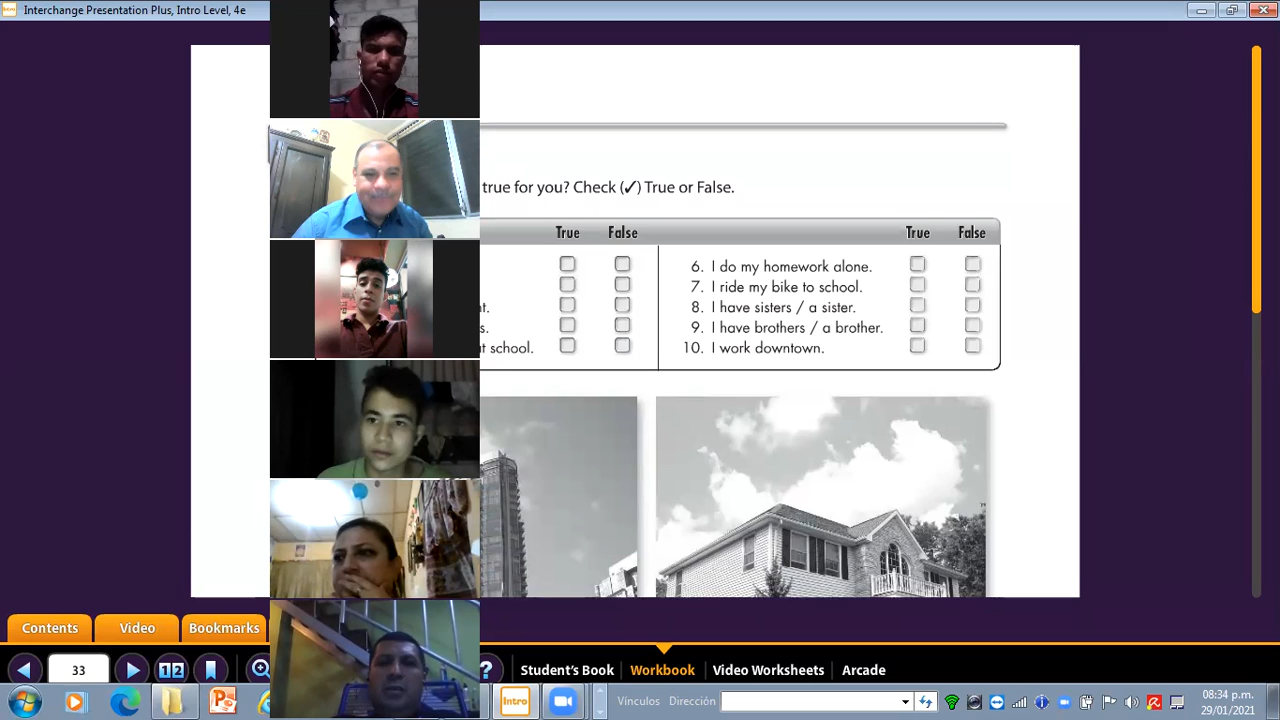 Interchange Presentation Plus, Intro Level, 4e
true for you? Check (✓) True or False.
True False
True False
6. I do my homework alone.
7. I ride my bike to school.
nt. 8. I have sisters / a sister.
s. 9. I have brothers / a brother.
at school. 10. I work downtown.
Contents Video Bookmarks
33 12 ? Student's Book Workbook Video Worksheets Arcade
Intro Vínculos Dirección 08:34 p.m.
29/01/2021